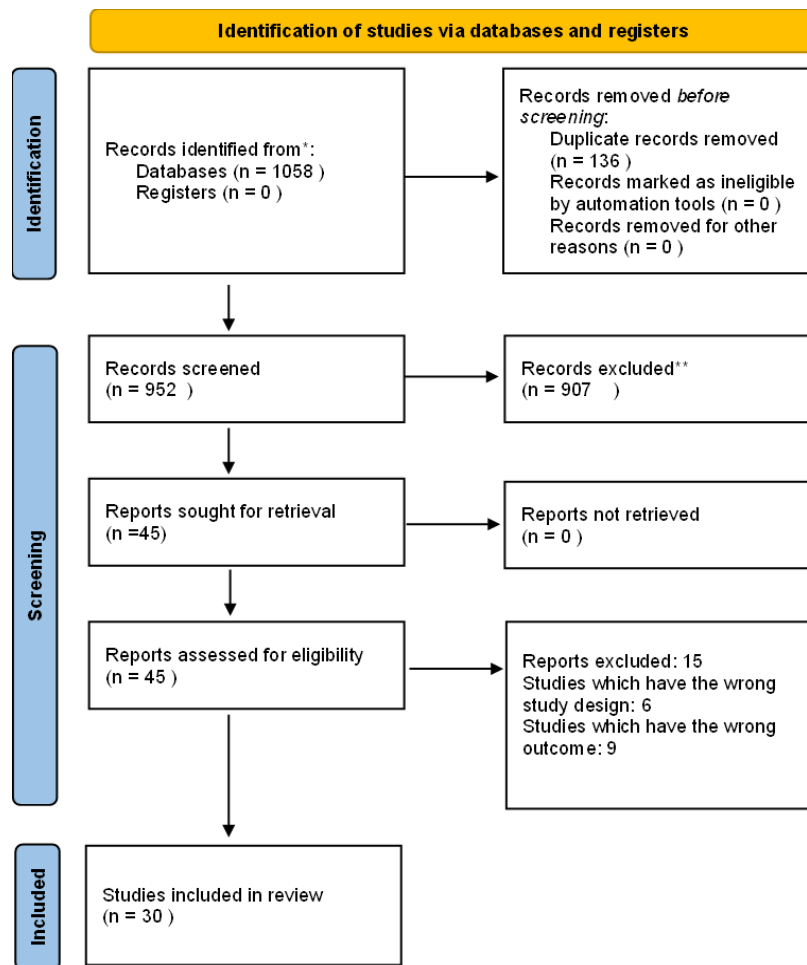 Identification of studies via databases and registers
Identification
Records identified from*:
Databases (n = 1058 )
Registers (n = 0 )
Records removed before
screening:
Duplicate records removed
(n = 136 )
Records marked as ineligible
by automation tools (n = 0 )
Records removed for other
reasons (n = 0 )
Screening
Records screened
(n = 952 )
Records excluded**
(n = 907 )
Reports sought for retrieval
(n =45)
Reports not retrieved
(n = 0 )
Reports assessed for eligibility
(n = 45 )
Reports excluded: 15
Studies which have the wrong
study design: 6
Studies which have the wrong
outcome: 9
Included
Studies included in review
(n = 30 )